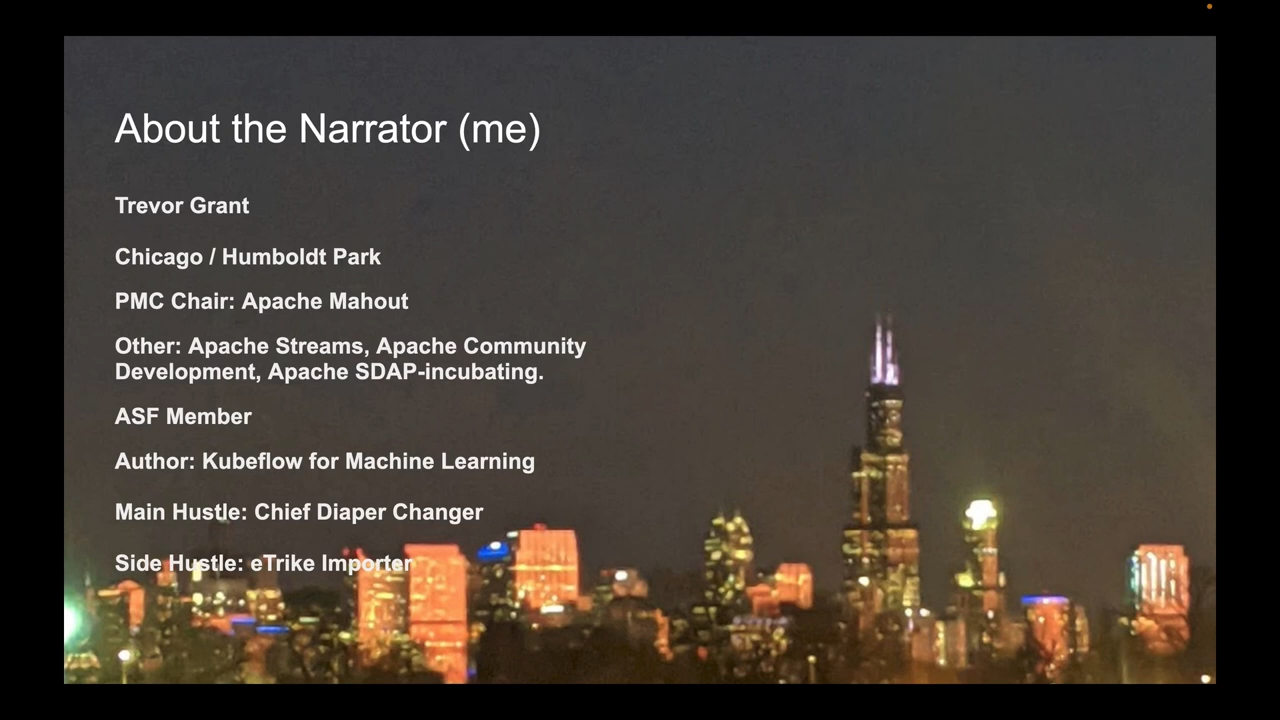 About the Narrator (me)
Trevor Grant
Chicago / Humboldt Park
PMC Chair: Apache Mahout
Other: Apache Streams, Apache Community
Development, Apache SDAP-incubating.
ASF Member
Author: Kubeflow for Machine Learning
Main Hustle: Chief Diaper Changer
Side Hustle: eTrike Importer